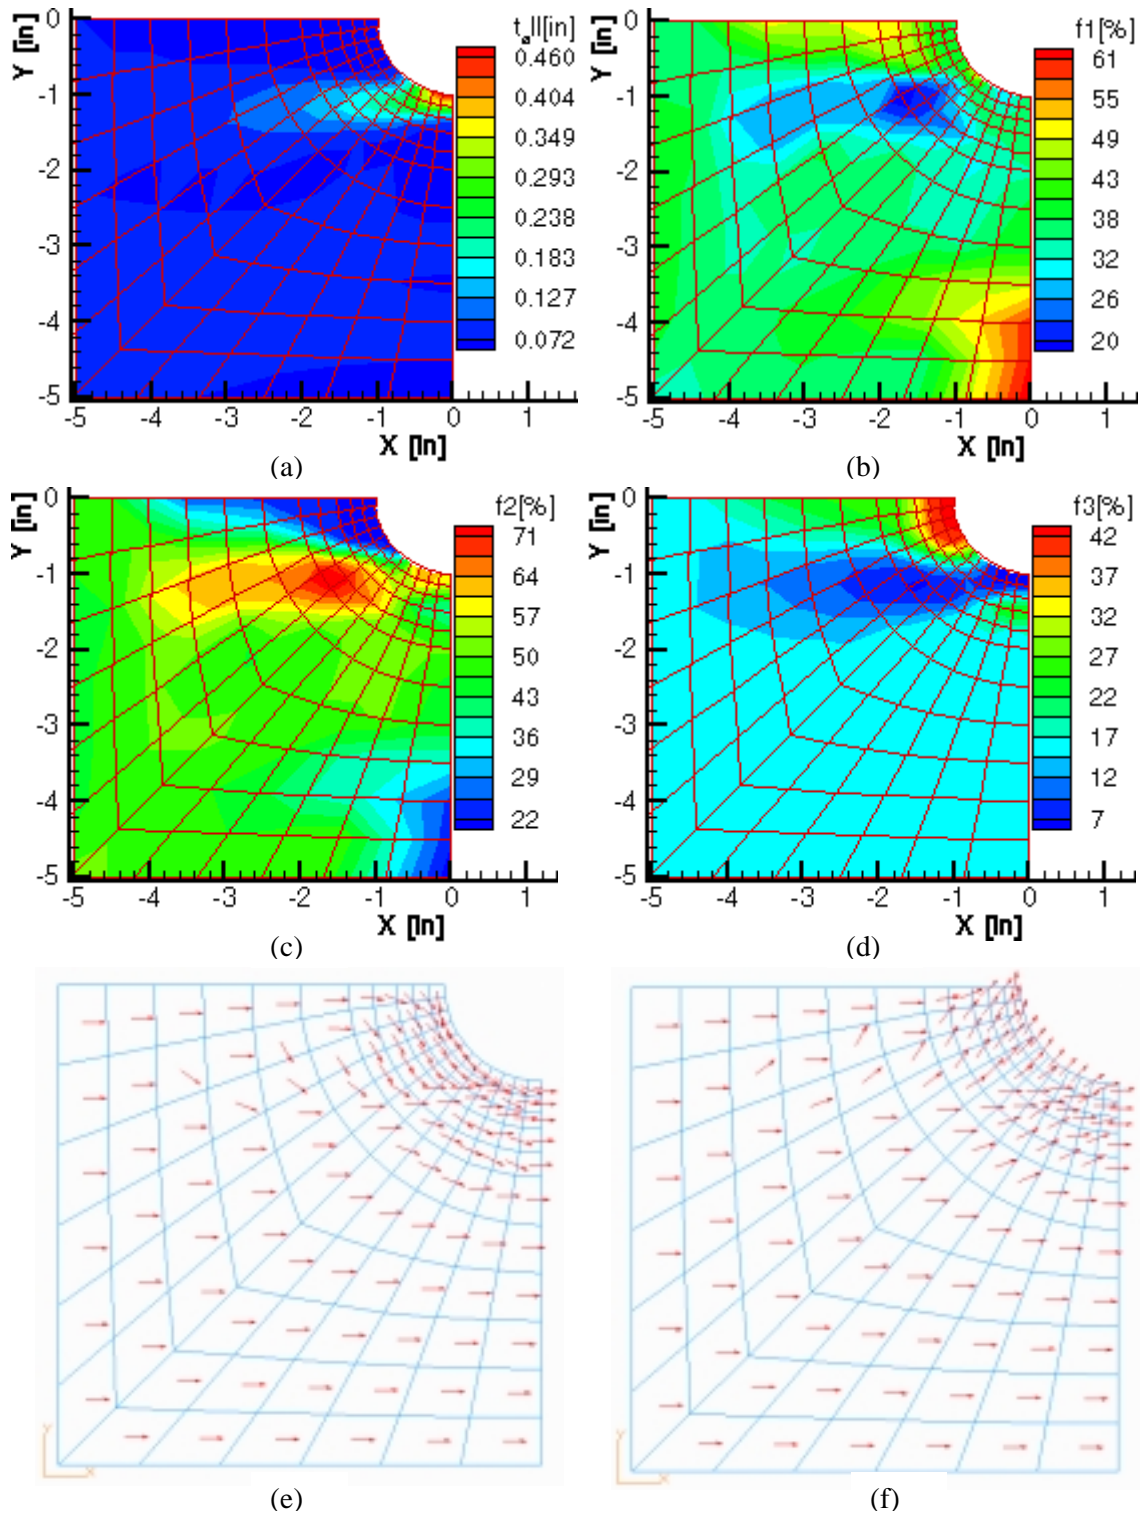 t_all[in]
0.460
0.404
0.349
0.293
0.238
0.183
0.127
0.072
Y [in]
0
-1
-2
-3
-4
-5
-5 -4 -3 -2 -1 0 1
X [In]
(a)
f1[%]
61
55
49
43
38
32
26
20
Y [in]
0
-1
-2
-3
-4
-5
-5 -4 -3 -2 -1 0 1
X [In]
(b)
f2[%]
71
64
57
50
43
36
29
22
Y [in]
0
-1
-2
-3
-4
-5
-5 -4 -3 -2 -1 0 1
X [In]
(c)
f3[%]
42
37
32
27
22
17
12
7
Y [in]
0
-1
-2
-3
-4
-5
-5 -4 -3 -2 -1 0 1
X [In]
(d)
Y
X
(e)
Y
X
(f)